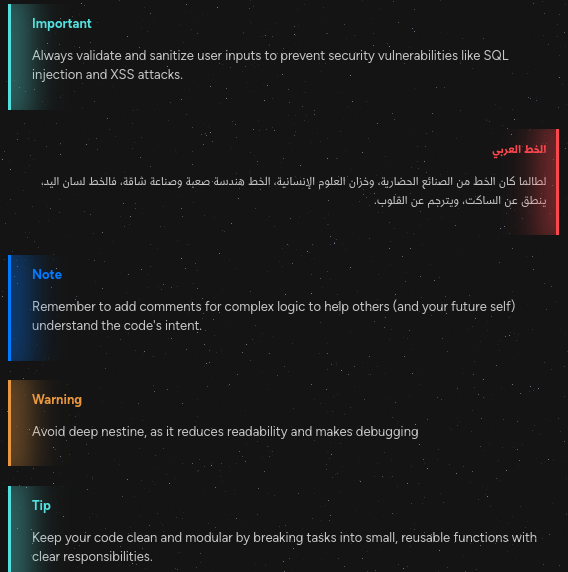 Important
Always validate and sanitize user inputs to prevent security vulnerabilities like SQL
injection and XSS attacks.
الخط العربي
لطالما كان الخط من الصنائع الحضارية، وخزان العلوم الإنسانية، الخط هندسة صعبة وصناعة شاقة، فالخط لسان اليد،
ينطق عن الساكت، ويترجم عن القلوب.
Note
Remember to add comments for complex logic to help others (and your future self)
understand the code's intent.
Warning
Avoid deep nestine, as it reduces readability and makes debugging
Tip
Keep your code clean and modular by breaking tasks into small, reusable functions with
clear responsibilities.